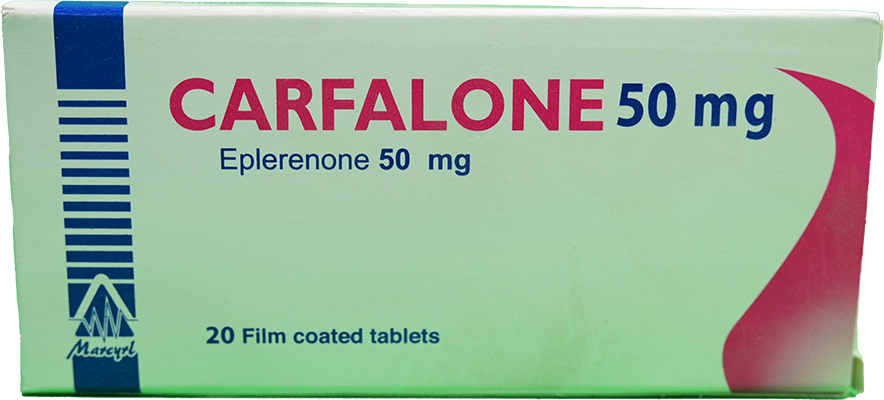 CARFALONE 50 mg
Eplerenone 50 mg
20 Film coated tablets
Marcyrl